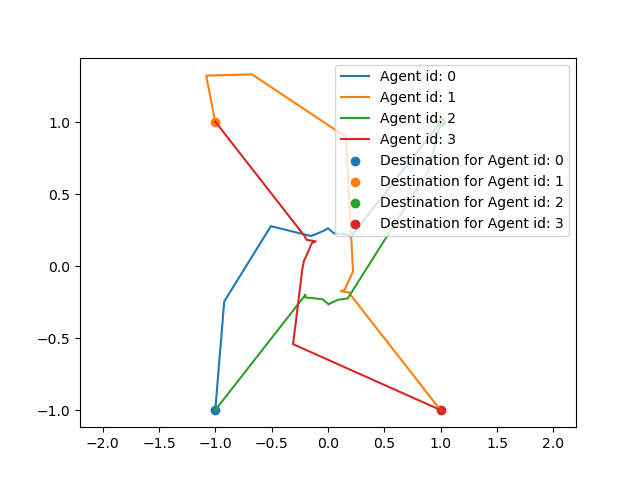 Agent id: 0
Agent id: 1
Agent id: 2
Agent id: 3
Destination for Agent id: 0
Destination for Agent id: 1
Destination for Agent id: 2
Destination for Agent id: 3
1.0
0.5
0.0
−0.5
−1.0
−2.0 −1.5 −1.0 −0.5 0.0 0.5 1.0 1.5 2.0